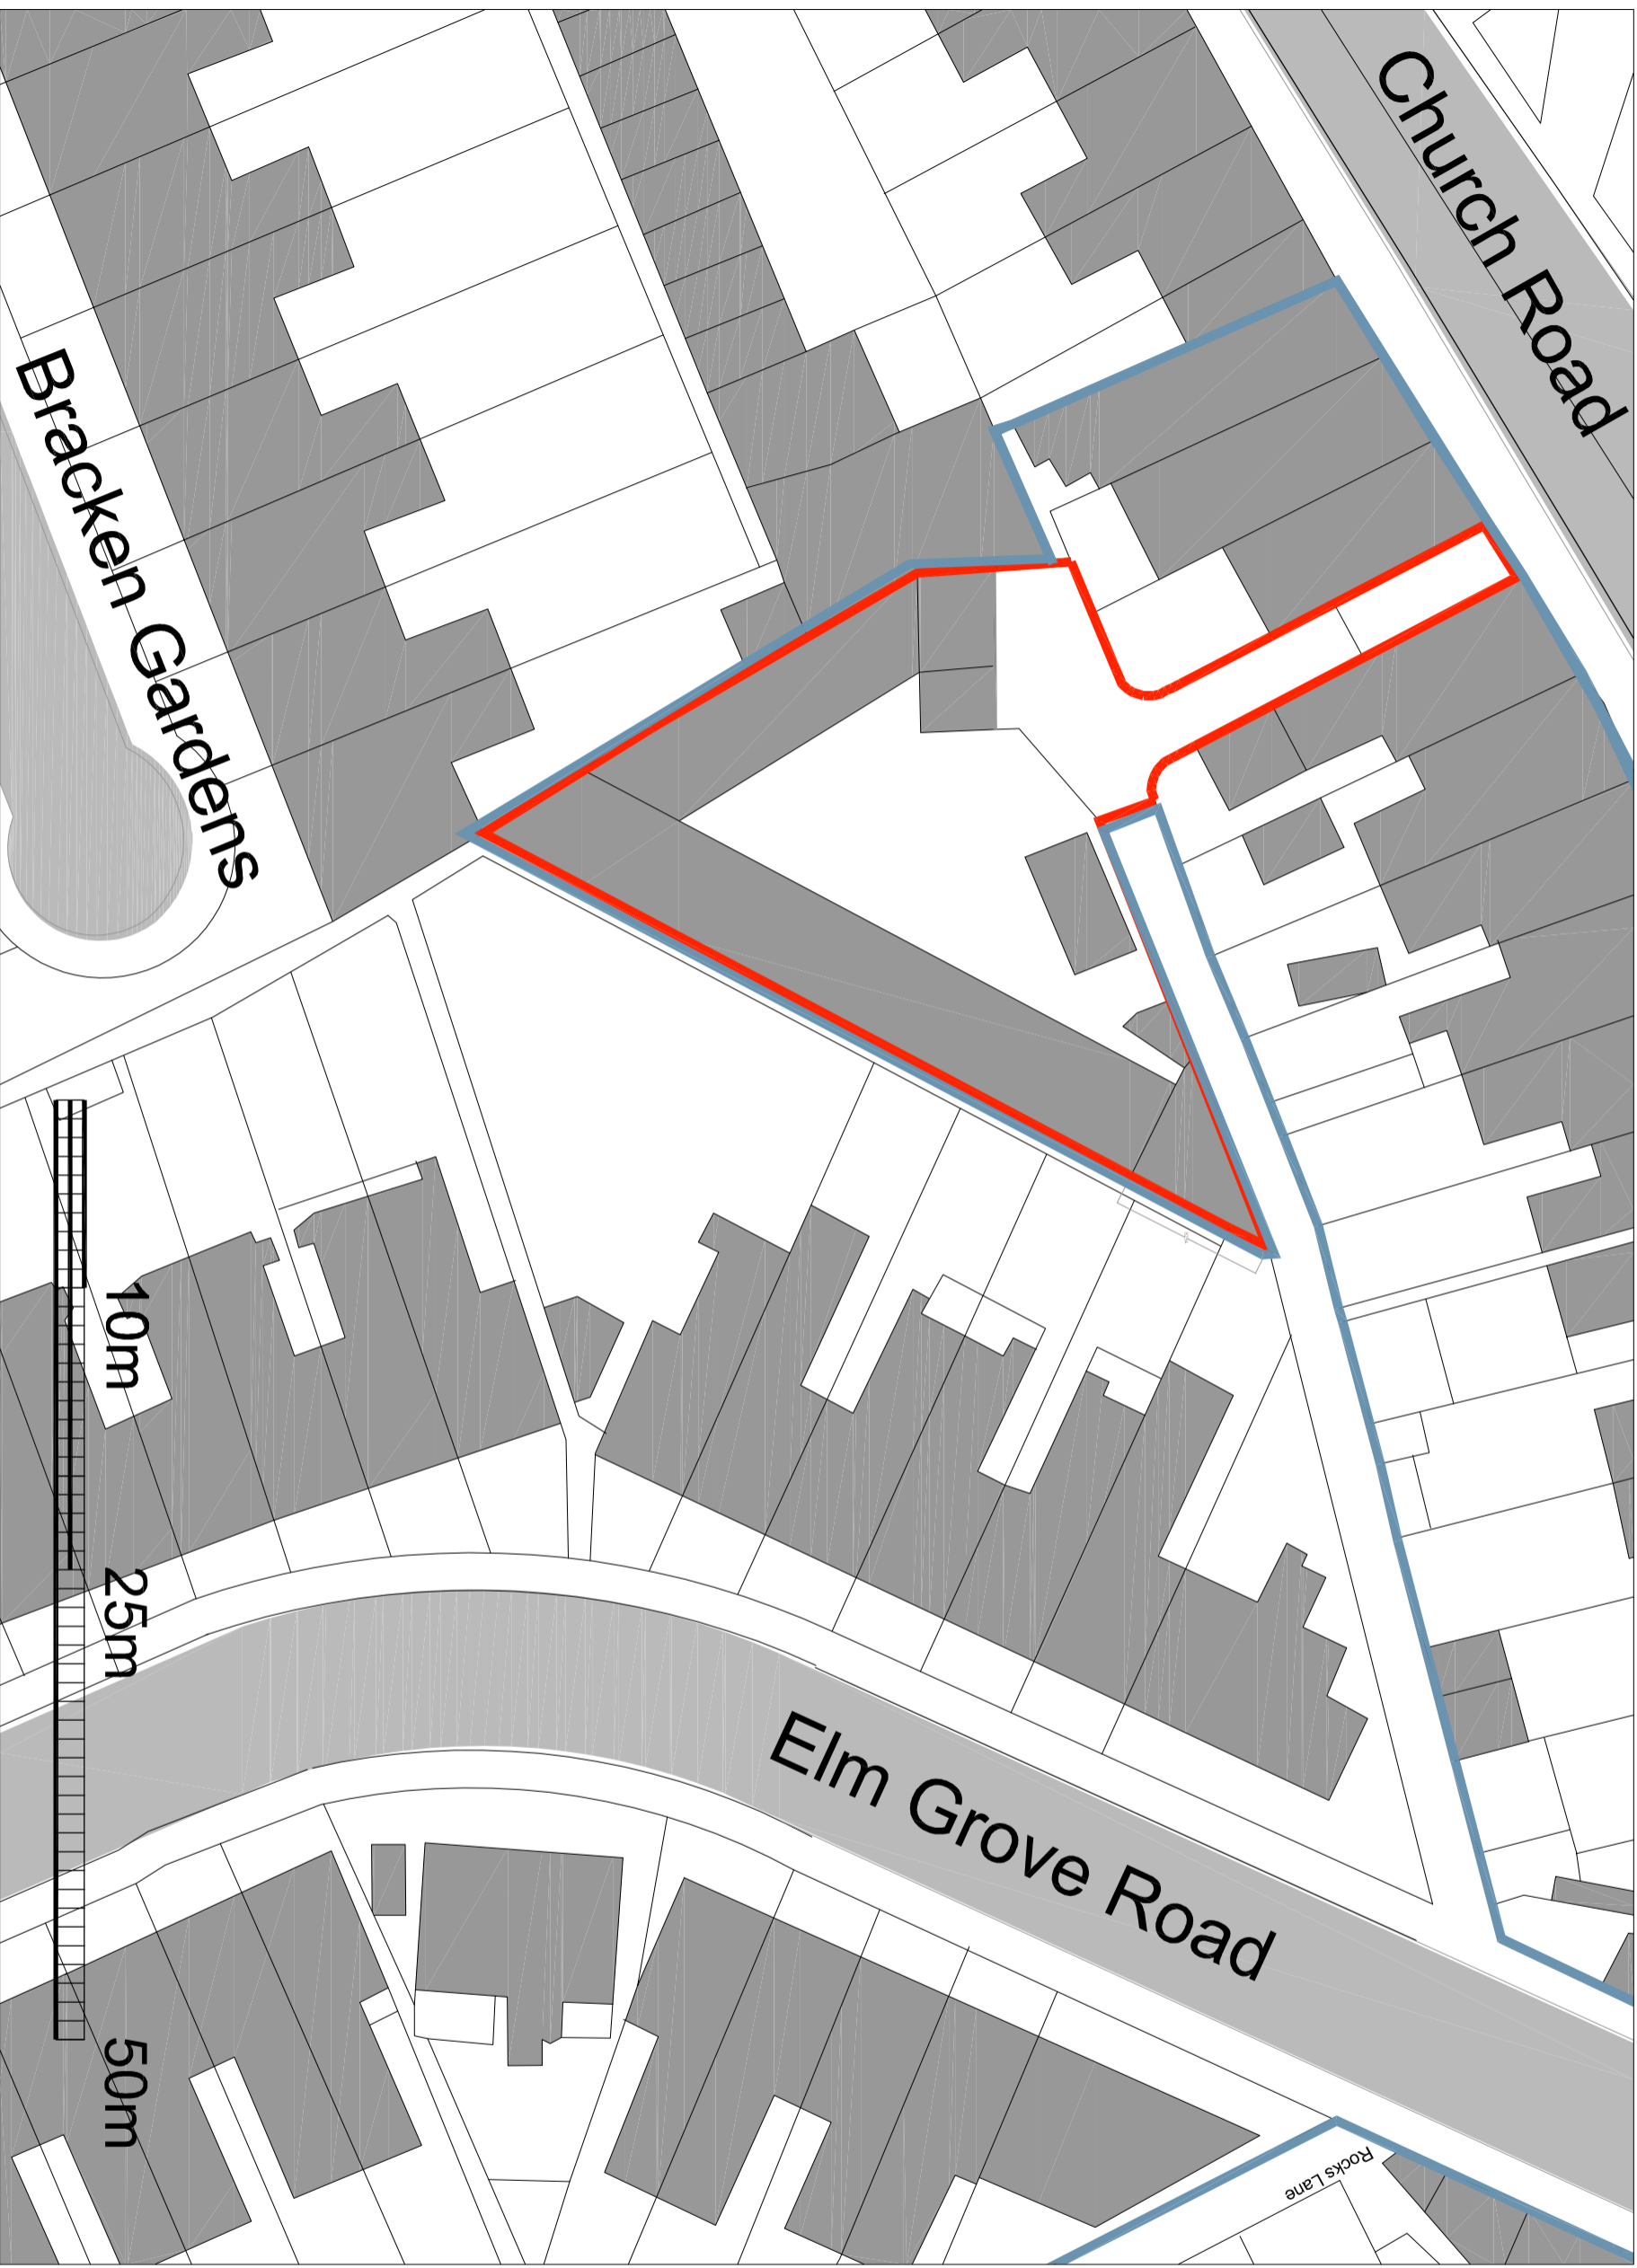 Church Road
Bracken Gardens
10m
25m
50m
Elm Grove Road
Rocks Lane